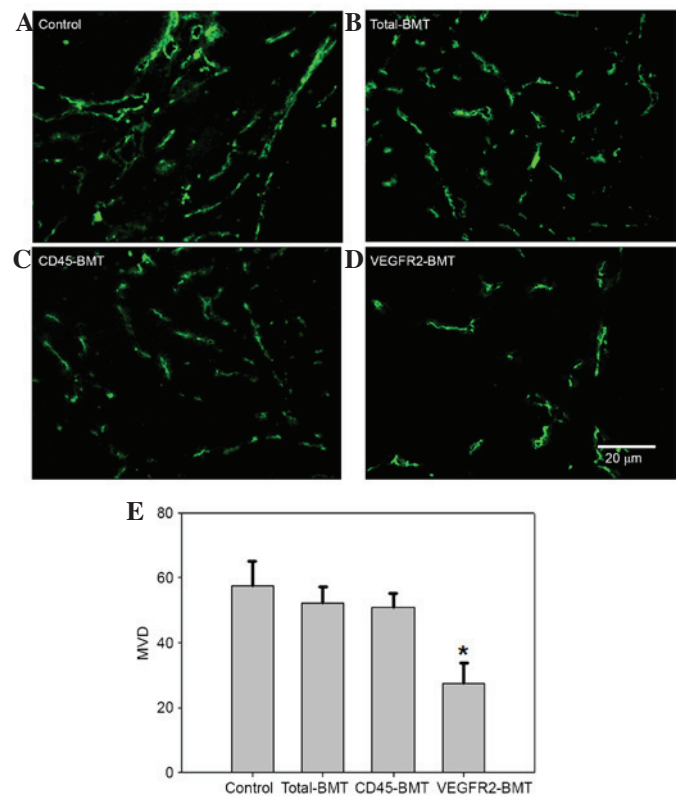 A Control
B Total-BMT
C CD45-BMT
D VEGFR2-BMT
20 μm
E
80
60
40
20
0
MVD
*
Control Total-BMT CD45-BMT VEGFR2-BMT